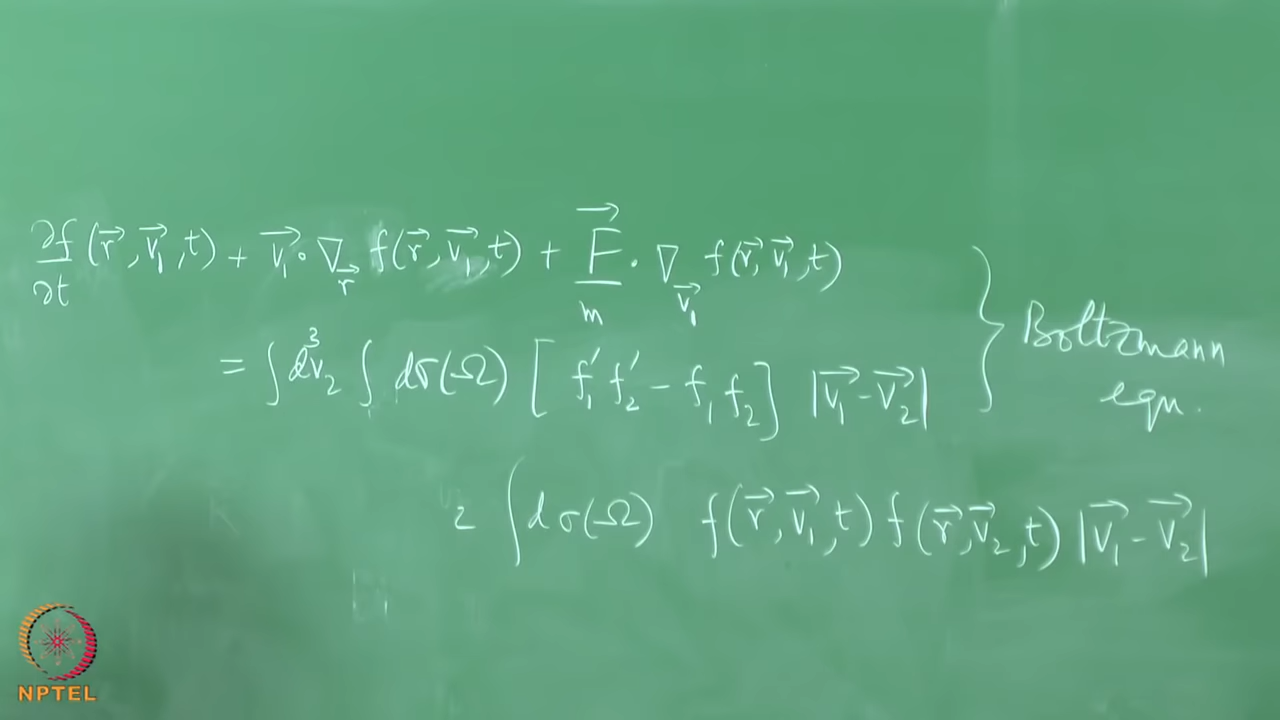 ∂f/∂t (r⃗, v⃗₁, t) + v⃗₁ · ∇_r⃗ f(r⃗, v⃗₁, t) + F⃗/m · ∇_v⃗₁ f(r⃗, v⃗₁, t)
= ∫ d³v₂ ∫ dσ(Ω) [ f₁′ f₂′ − f₁ f₂ ] |v⃗₁ − v⃗₂|
} Boltzmann
eqn.
2 ∫ dσ(Ω) f(r⃗, v⃗₁, t) f(r⃗, v⃗₂, t) |v⃗₁ − v⃗₂|
NPTEL